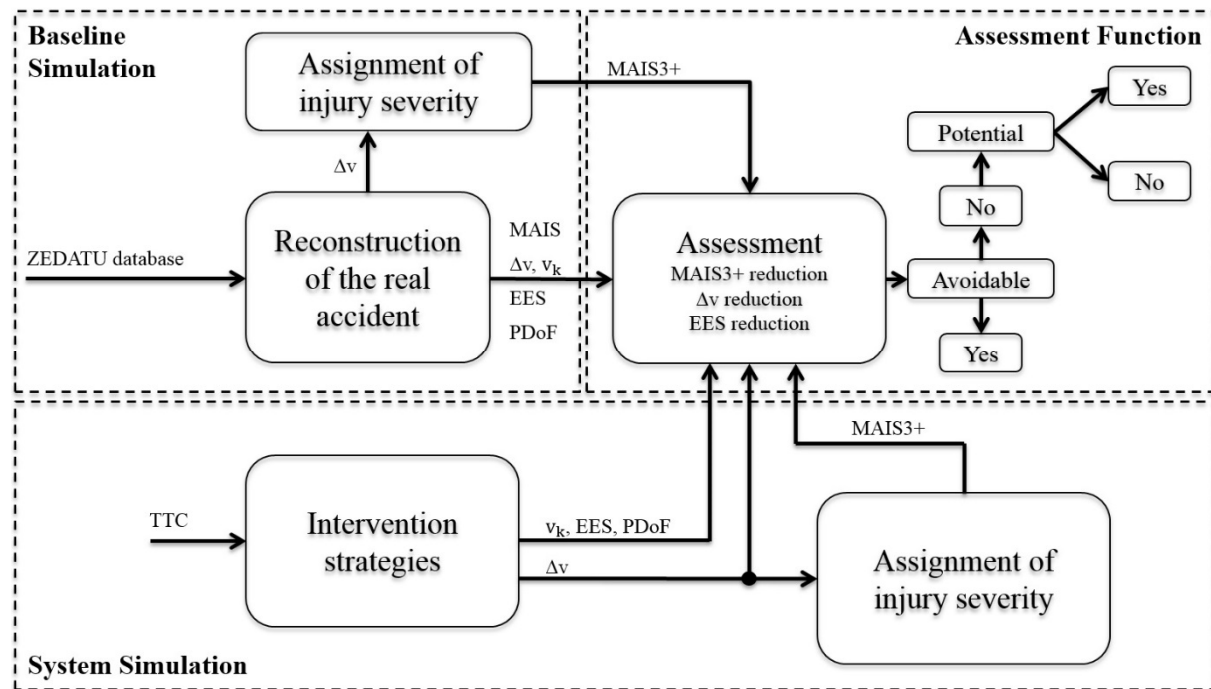 Baseline
Simulation
Assignment of
injury severity
MAIS3+
Assessment Function
Yes
Potential
No
Δv
ZEDATU database
Reconstruction
of the real
accident
MAIS
Δv, vk
EES
PDoF
Assessment
MAIS3+ reduction
Δv reduction
EES reduction
No
Avoidable
Yes
MAIS3+
TTC
Intervention
strategies
vk, EES, PDoF
Δv
Assignment of
injury severity
System Simulation